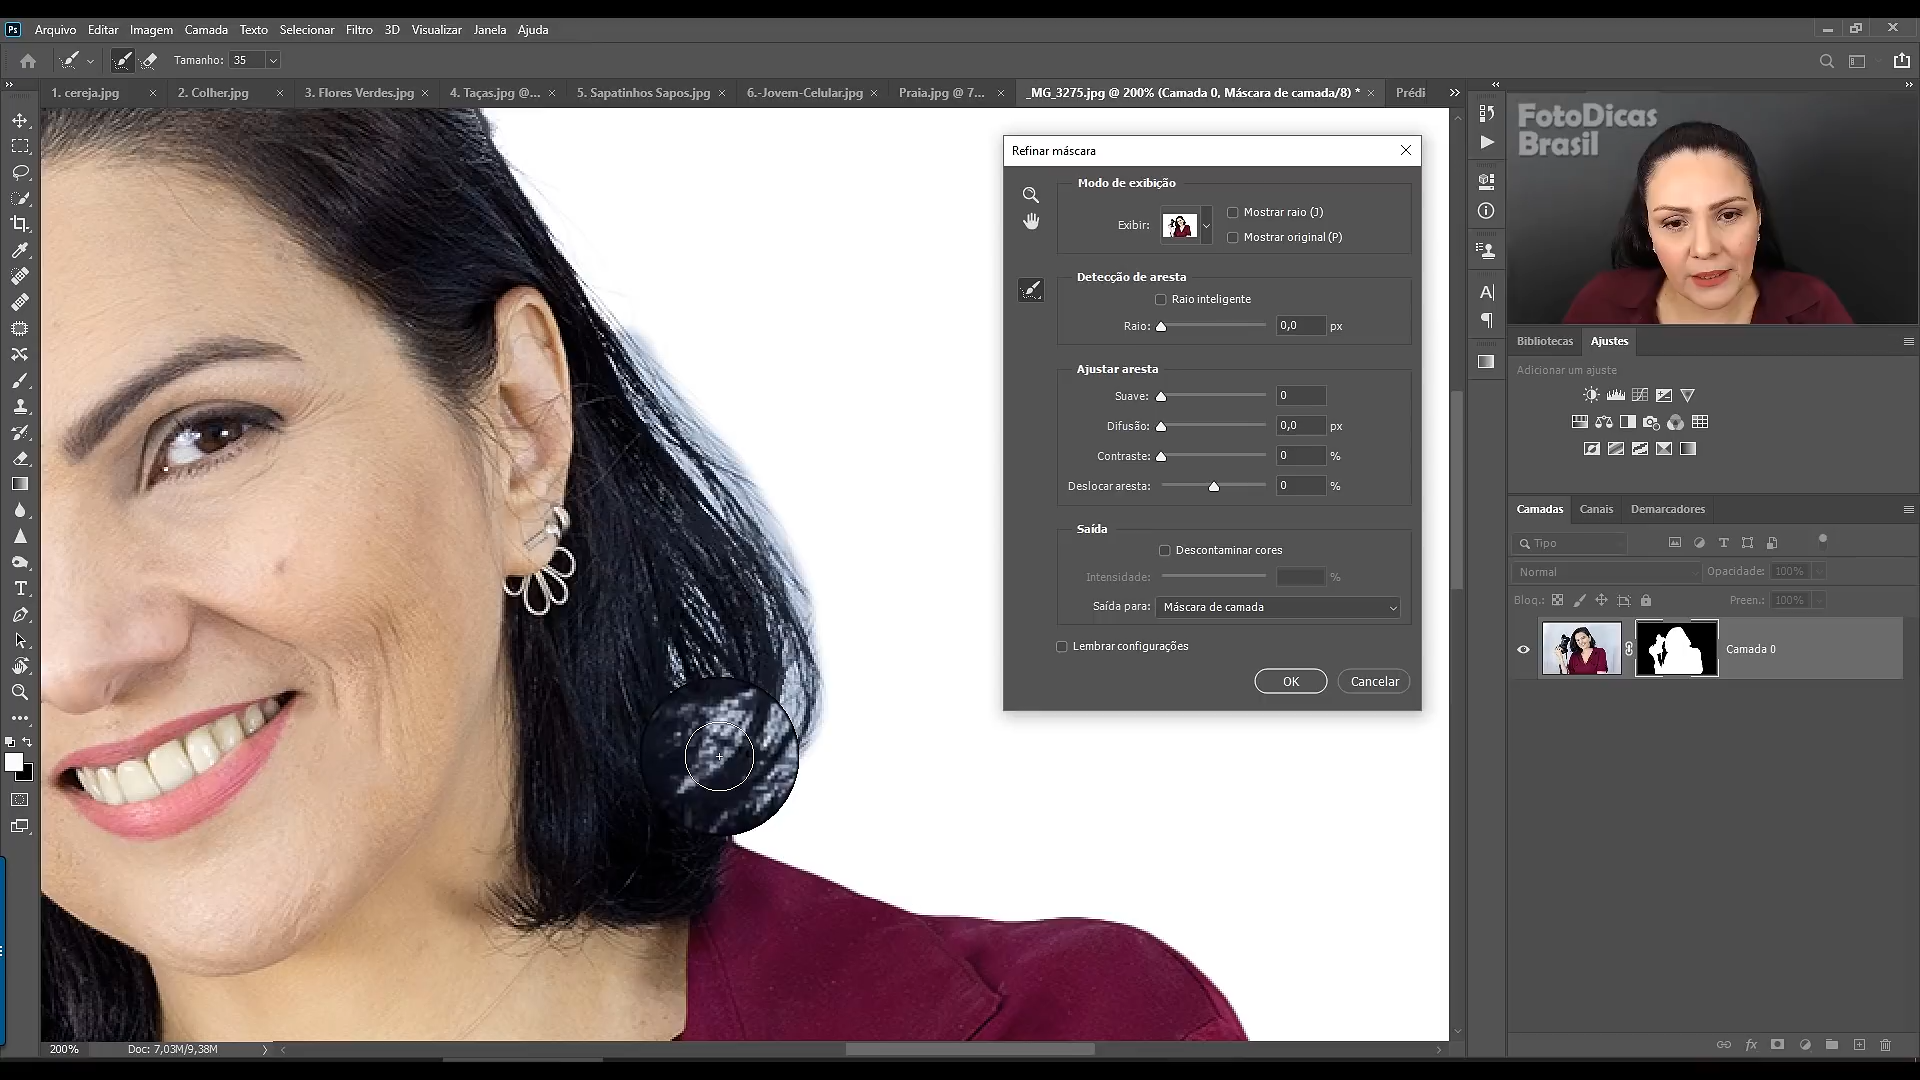 Ps Arquivo Editar Imagem Camada Texto Selecionar Filtro 3D Visualizar Janela Ajuda
Tamanho: 35
1. cereja.jpg × 2. Colher.jpg × 3. Flores Verdes.jpg × 4. Taças.jpg @... × 5. Sapatinhos Sapos.jpg × 6.-Jovem-Celular.jpg × Praia.jpg @ 7... × _MG_3275.jpg @ 200% (Camada 0, Máscara de camada/8) * × Prédi
FotoDicas
Brasil
Refinar máscara
Modo de exibição
Exibir:
Mostrar raio (J)
Mostrar original (P)
Detecção de aresta
Raio inteligente
Raio: 0,0 px
Ajustar aresta
Suave: 0
Difusão: 0,0 px
Contraste: 0 %
Deslocar aresta: 0 %
Saída
Descontaminar cores
Intensidade: %
Saída para: Máscara de camada
Lembrar configurações
OK Cancelar
Bibliotecas Ajustes
Adicionar um ajuste
Camadas Canais Demarcadores
Tipo
Normal Opacidade: 100%
Bloq.: Preen.: 100%
Camada 0
200% Doc: 7,03M/9,38M